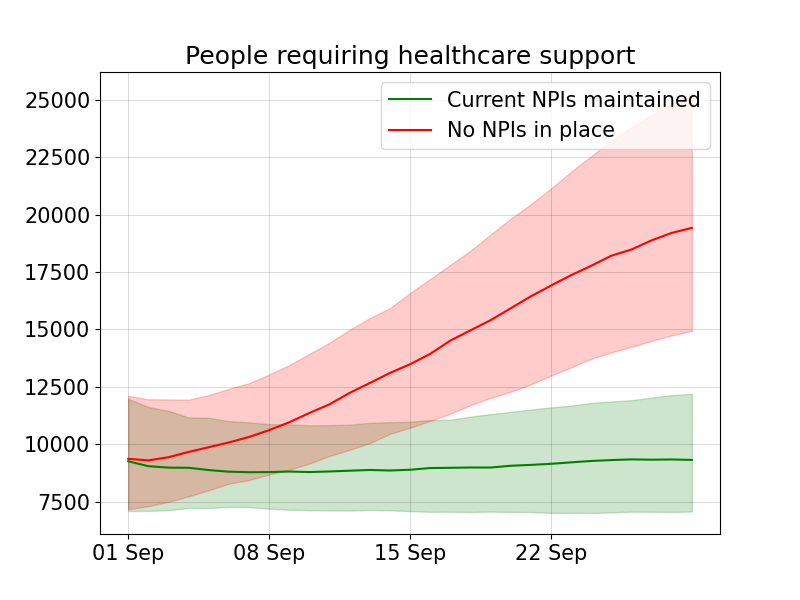 People requiring healthcare support
Current NPIs maintained
No NPIs in place
25000
22500
20000
17500
15000
12500
10000
7500
01 Sep
08 Sep
15 Sep
22 Sep